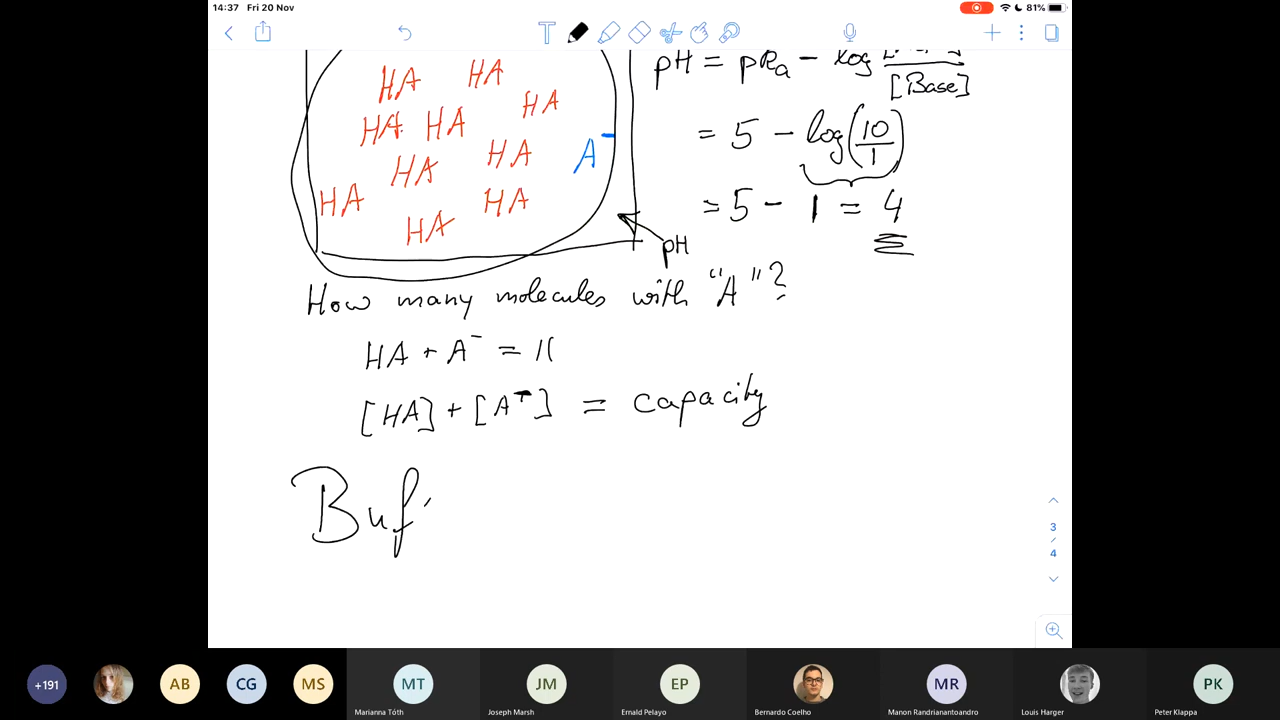 14:37 Fri 20 Nov
81%
HA HA
HA
HA HA
HA
A⁻
HA
HA
HA
HA
pH
pH = pKa - log
[Base]
= 5 - log(10/1)
= 5 - 1 = 4
How many molecules with "A"?
HA + A⁻ = 11
[HA] + [A⁻] = capacity
Buf
3
/
4
+191
AB
CG
MS
MT
JM
EP
MR
PK
Marianna Tóth
Joseph Marsh
Ernald Pelayo
Bernardo Coelho
Manon Randrianantoandro
Louis Harger
Peter Klappa